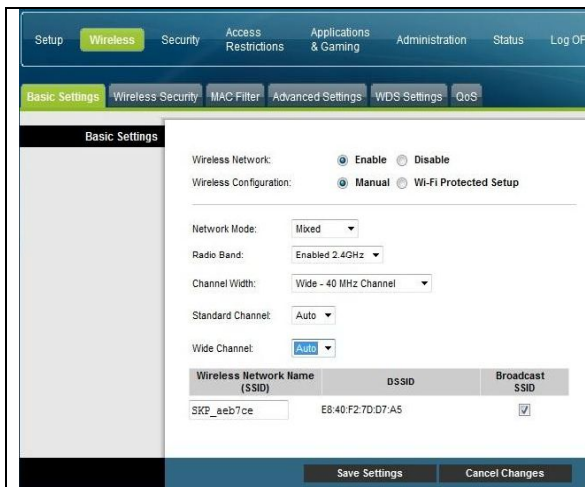 Setup Wireless Security Access Restrictions Applications & Gaming Administration Status Log OF
Basic Settings Wireless Security MAC Filter Advanced Settings WDS Settings QoS
Basic Settings
Wireless Network: Enable Disable
Wireless Configuration: Manual Wi-Fi Protected Setup
Network Mode: Mixed
Radio Band: Enabled 2.4GHz
Channel Width: Wide - 40 MHz Channel
Standard Channel: Auto
Wide Channel: Auto
Wireless Network Name (SSID) BSSID Broadcast SSID
SKP_aeb7ce E8:40:F2:7D:D7:A5
Save Settings Cancel Changes